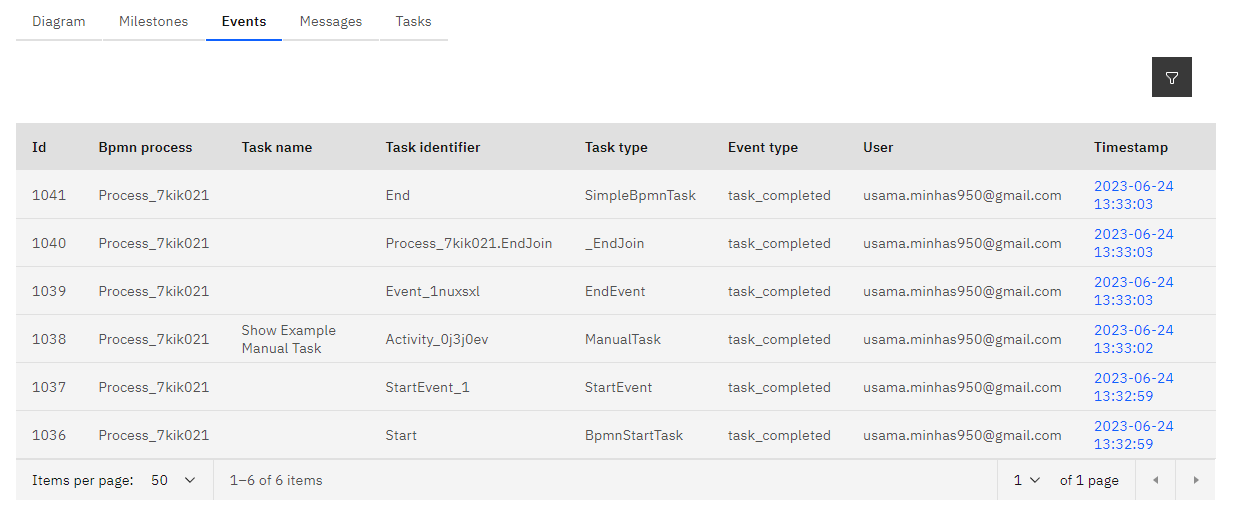 Diagram Milestones Events Messages Tasks
Id Bpmn process Task name Task identifier Task type Event type User Timestamp
1041 Process_7kik021 End SimpleBpmnTask task_completed usama.minhas950@gmail.com 2023-06-24
13:33:03
1040 Process_7kik021 Process_7kik021.EndJoin _EndJoin task_completed usama.minhas950@gmail.com 2023-06-24
13:33:03
1039 Process_7kik021 Event_1nuxsxl EndEvent task_completed usama.minhas950@gmail.com 2023-06-24
13:33:03
1038 Process_7kik021 Show Example
Manual Task Activity_0j3j0ev ManualTask task_completed usama.minhas950@gmail.com 2023-06-24
13:33:02
1037 Process_7kik021 StartEvent_1 StartEvent task_completed usama.minhas950@gmail.com 2023-06-24
13:32:59
1036 Process_7kik021 Start BpmnStartTask task_completed usama.minhas950@gmail.com 2023-06-24
13:32:59
Items per page: 50 1–6 of 6 items 1 of 1 page